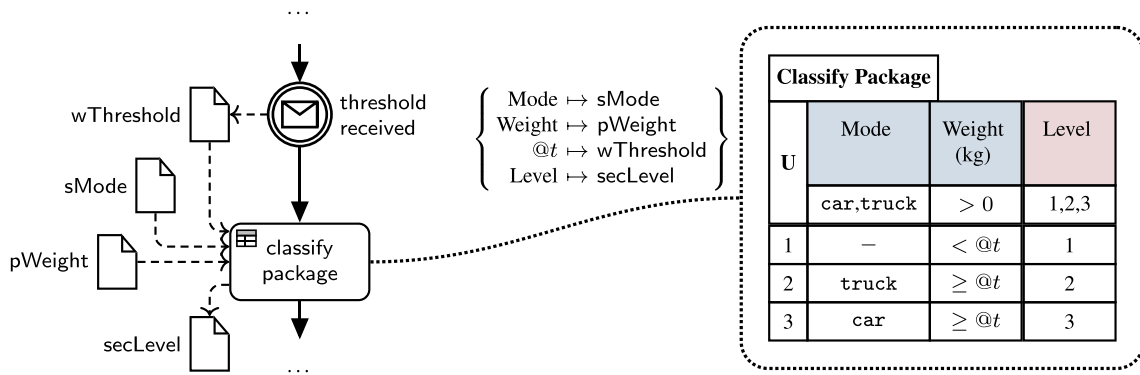 ...
wThreshold
threshold
received
sMode
pWeight
classify
package
secLevel
...
Mode ↦ sMode
Weight ↦ pWeight
@t ↦ wThreshold
Level ↦ secLevel
Classify Package
U Mode Weight (kg) Level
car,truck > 0 1,2,3
1 − < @t 1
2 truck ≥ @t 2
3 car ≥ @t 3